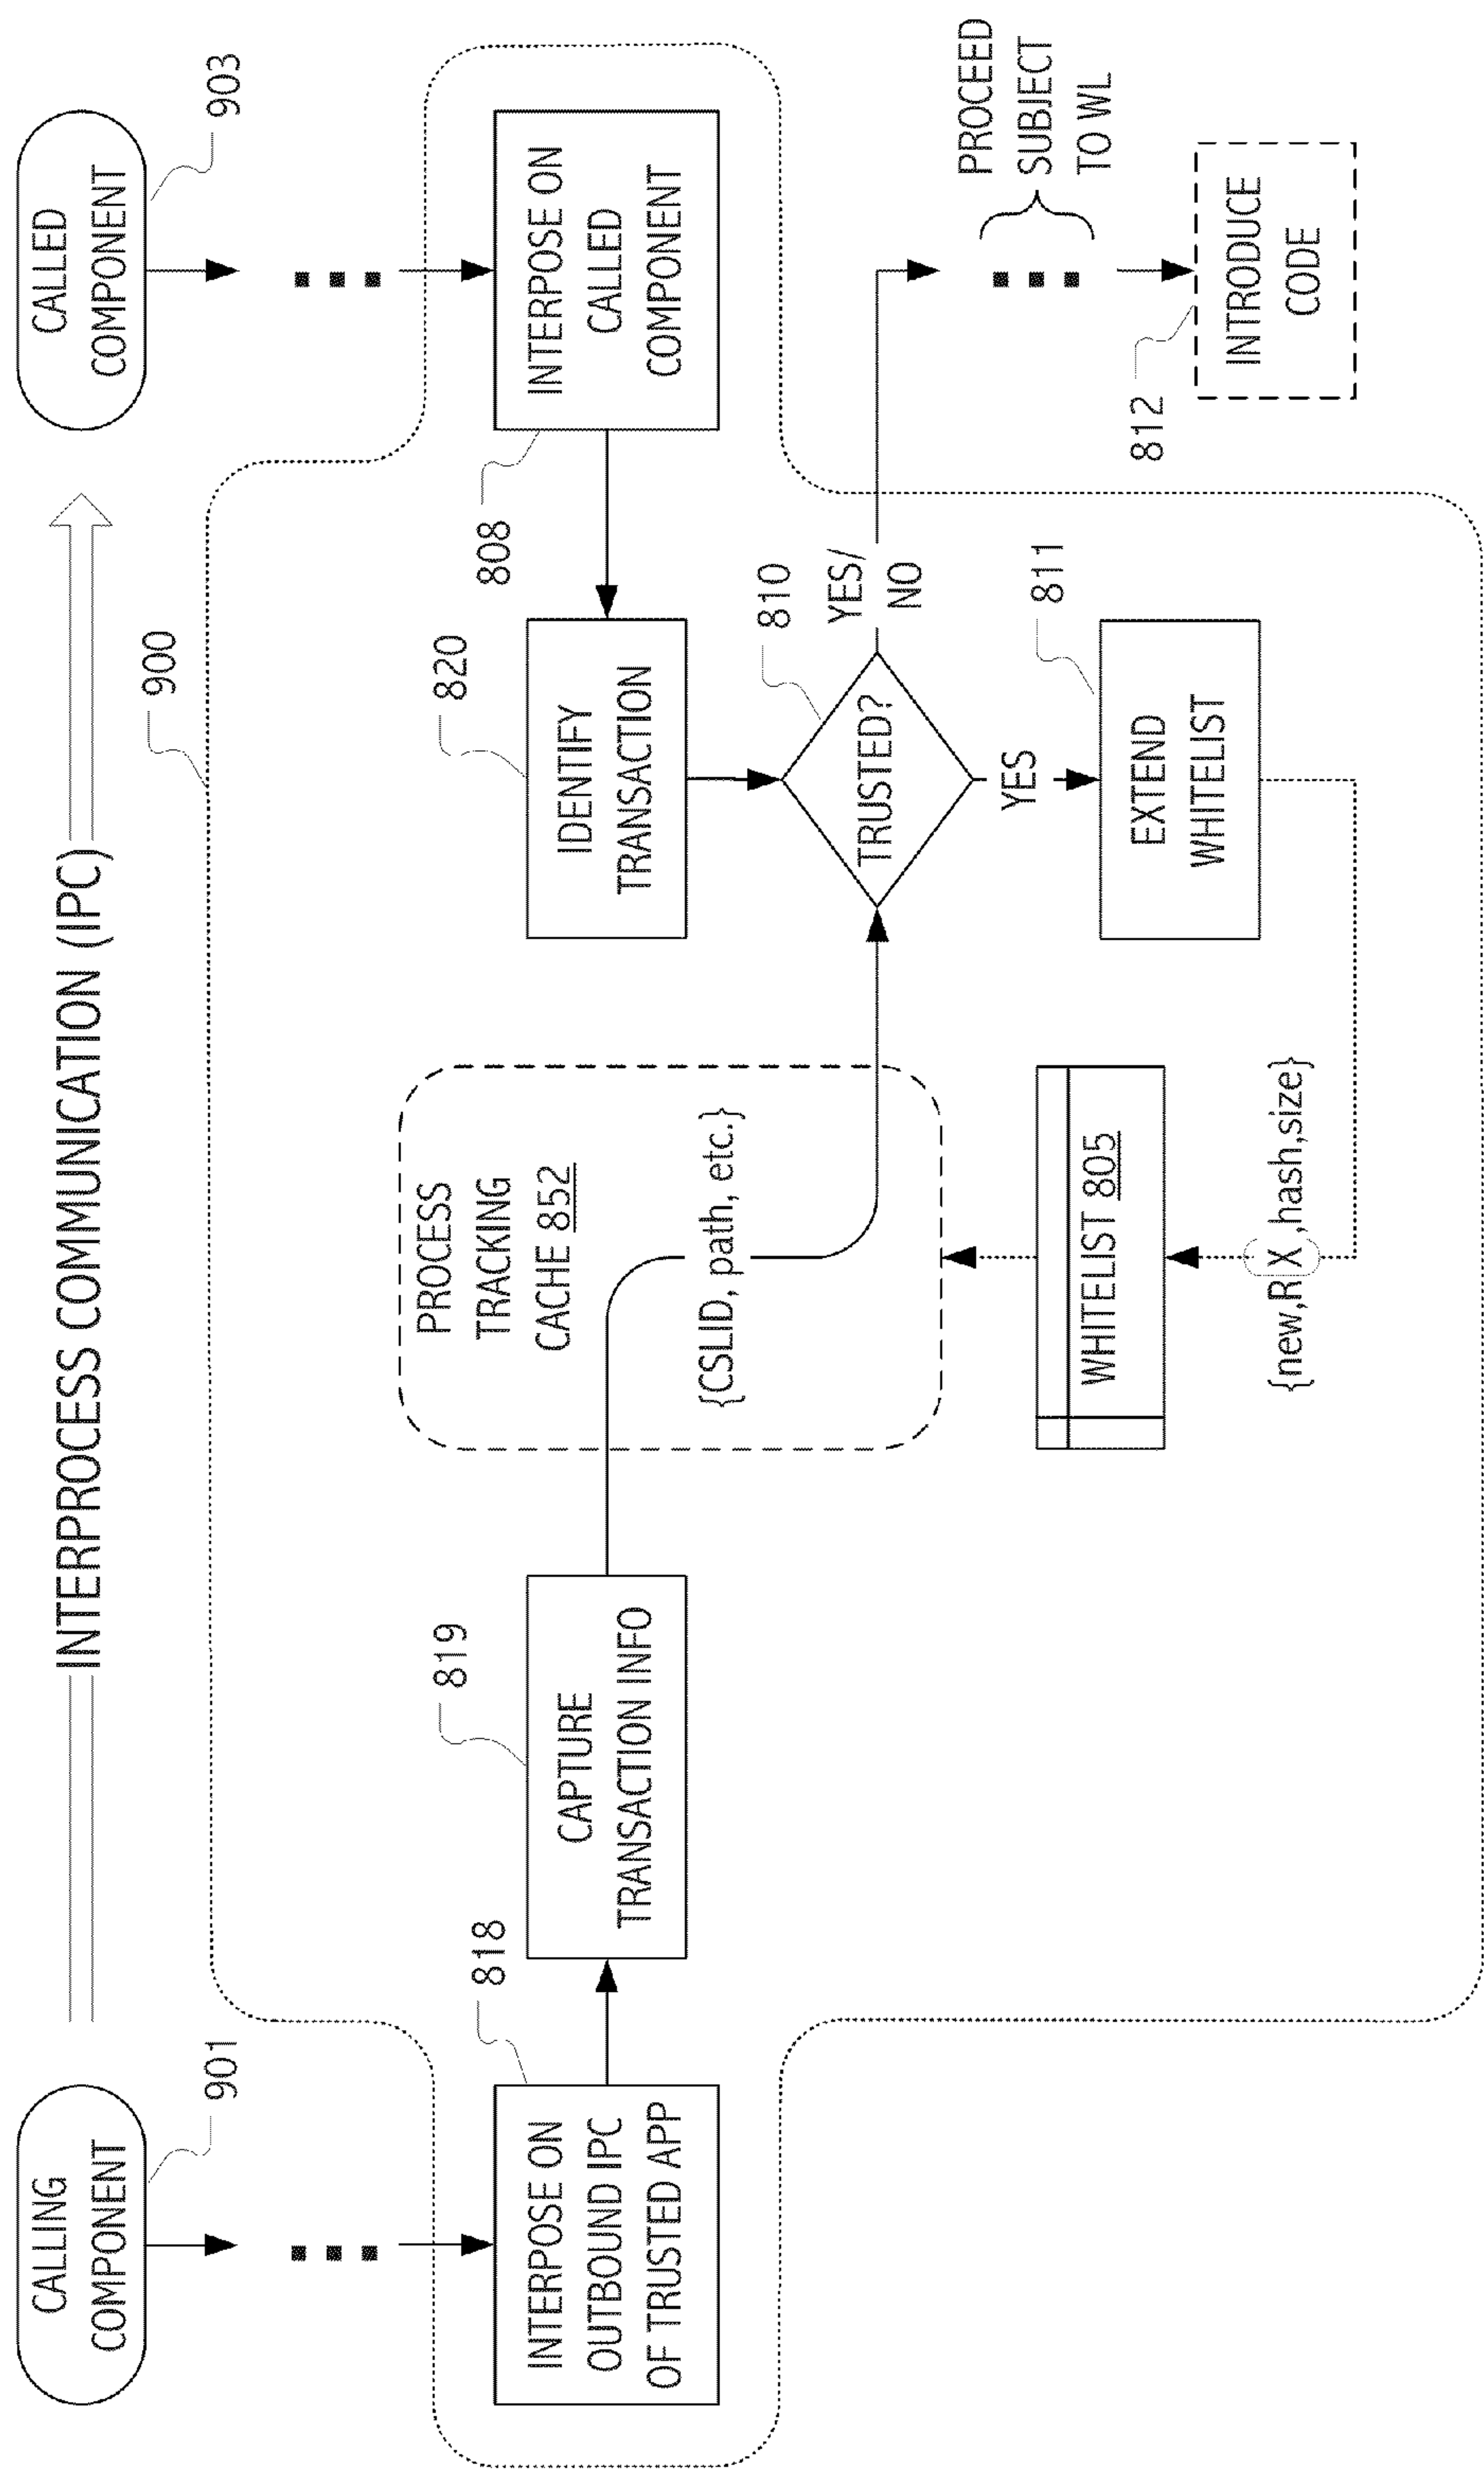 INTERPROCESS COMMUNICATION (IPC)
CALLING
COMPONENT
901
CALLED
COMPONENT
903
900
INTERPOSE ON
OUTBOUND IPC
OF TRUSTED APP
818
CAPTURE
TRANSACTION INFO
819
PROCESS
TRACKING
CACHE 852
{CSLID, path, etc.}
IDENTIFY
TRANSACTION
820
INTERPOSE ON
CALLED
COMPONENT
808
TRUSTED?
810
YES/
NO
YES
PROCEED
SUBJECT
TO WL
EXTEND
WHITELIST
811
WHITELIST 805
{new,R X ,hash,size}
INTRODUCE
CODE
812